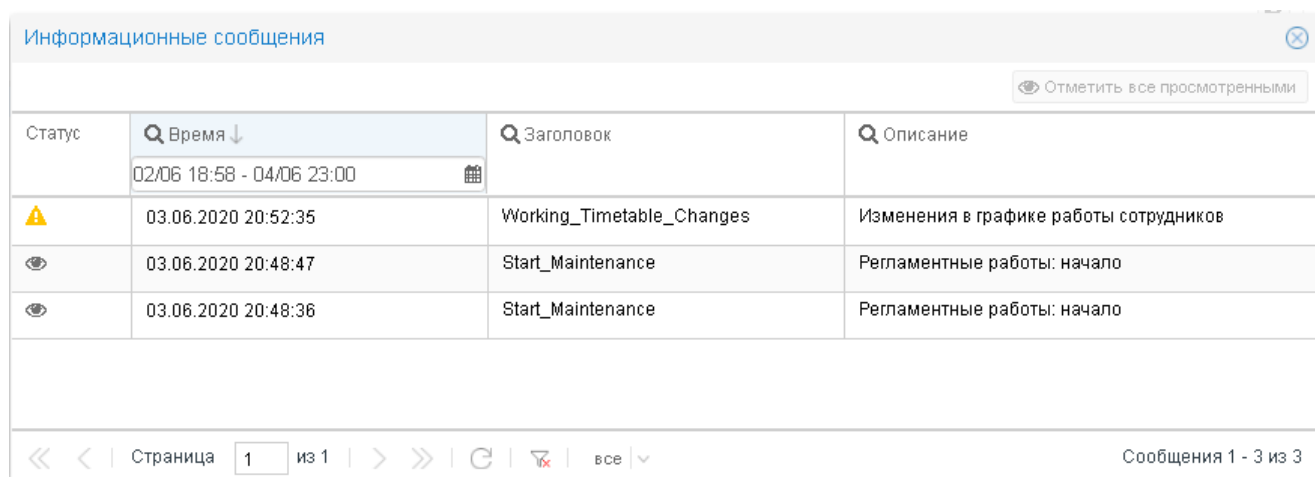 Информационные сообщения
Отметить все просмотренными
Статус Время Заголовок Описание
02/06 18:58 - 04/06 23:00
03.06.2020 20:52:35 Working_Timetable_Changes Изменения в графике работы сотрудников
03.06.2020 20:48:47 Start_Maintenance Регламентные работы: начало
03.06.2020 20:48:36 Start_Maintenance Регламентные работы: начало
Страница 1 из 1 все Сообщения 1 - 3 из 3